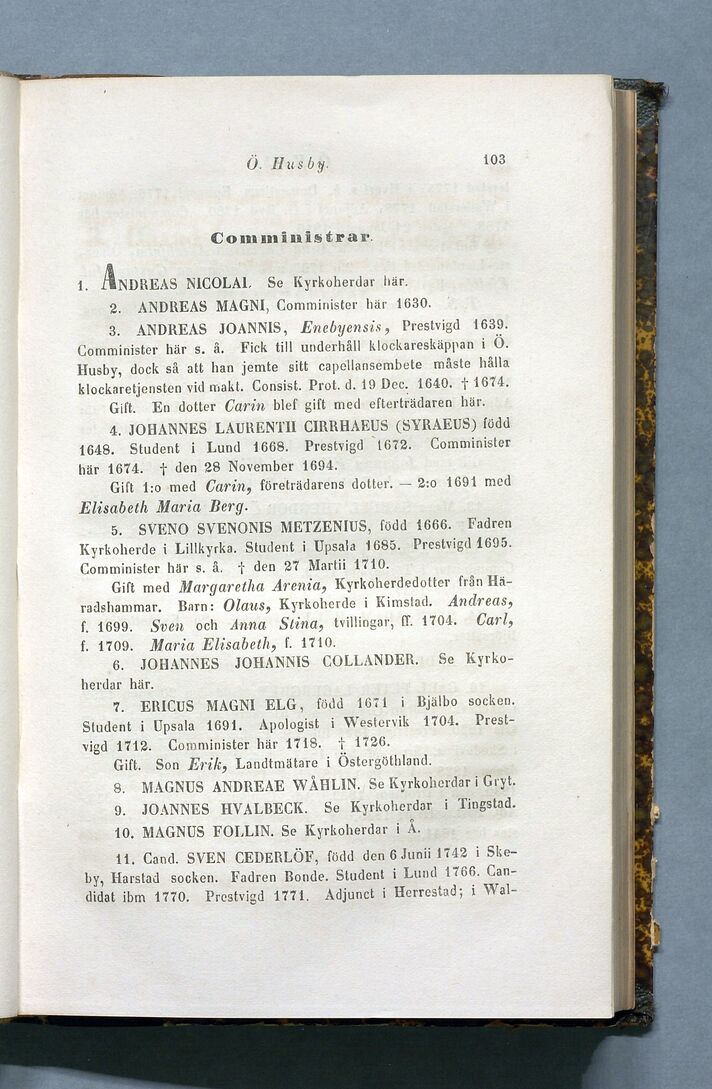 Ö. Husby. 103
Comministrar.
1. ANDREAS NICOLAI. Se Kyrkoherdar här.
2. ANDREAS MAGNI, Comminister här 1630.
3. ANDREAS JOANNIS, Enebyensis, Prestvigd 1639.
Comminister här s. å. Fick till underhåll klockareskäppan i Ö.
Husby, dock så att han jemte sitt capellansembete måste hålla
klockaretjensten vid makt. Consist. Prot. d. 19 Dec. 1640. † 1674.
Gift. En dotter Carin blef gift med efterträdaren här.
4. JOHANNES LAURENTII CIRRHAEUS (SYRAEUS) född
1648. Student i Lund 1668. Prestvigd 1672. Comminister
här 1674. † den 28 November 1694.
Gift 1:o med Carin, företrädarens dotter. — 2:o 1691 med
Elisabeth Maria Berg.
5. SVENO SVENONIS METZENIUS, född 1666. Fadren
Kyrkoherde i Lillkyrka. Student i Upsala 1685. Prestvigd 1695.
Comminister här s. å. † den 27 Martii 1710.
Gift med Margaretha Arenia, Kyrkoherdedotter från Hä-
radshammar. Barn: Olaus, Kyrkoherde i Kimstad. Andreas,
f. 1699. Sven och Anna Stina, tvillingar, ff. 1704. Carl,
f. 1709. Maria Elisabeth, f. 1710.
6. JOHANNES JOHANNIS COLLANDER. Se Kyrko-
herdar här.
7. ERICUS MAGNI ELG, född 1671 i Bjälbo socken.
Student i Upsala 1691. Apologist i Westervik 1704. Prest-
vigd 1712. Comminister här 1718. † 1726.
Gift. Son Erik, Landtmätare i Östergöthland.
8. MAGNUS ANDREAE WÅHLIN. Se Kyrkoherdar i Gryt.
9. JOANNES HVALBECK. Se Kyrkoherdar i Tingstad.
10. MAGNUS FOLLIN. Se Kyrkoherdar i Å.
11. Cand. SVEN CEDERLÖF, född den 6 Junii 1742 i Ske-
by, Harstad socken. Fadren Bonde. Student i Lund 1766. Can-
didat ibm 1770. Prestvigd 1771. Adjunct i Herrestad; i Wal-